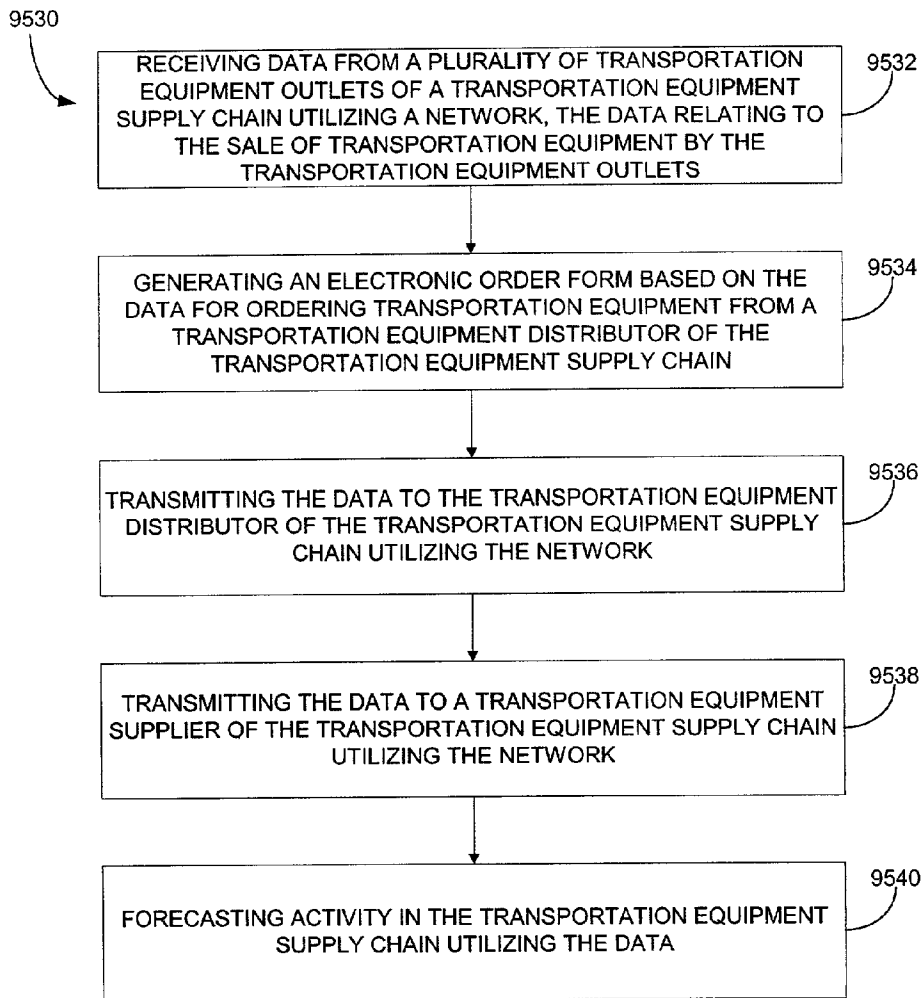 9530
RECEIVING DATA FROM A PLURALITY OF TRANSPORTATION
EQUIPMENT OUTLETS OF A TRANSPORTATION EQUIPMENT
SUPPLY CHAIN UTILIZING A NETWORK, THE DATA RELATING TO
THE SALE OF TRANSPORTATION EQUIPMENT BY THE
TRANSPORTATION EQUIPMENT OUTLETS
9532
GENERATING AN ELECTRONIC ORDER FORM BASED ON THE
DATA FOR ORDERING TRANSPORTATION EQUIPMENT FROM A
TRANSPORTATION EQUIPMENT DISTRIBUTOR OF THE
TRANSPORTATION EQUIPMENT SUPPLY CHAIN
9534
TRANSMITTING THE DATA TO THE TRANSPORTATION EQUIPMENT
DISTRIBUTOR OF THE TRANSPORTATION EQUIPMENT SUPPLY
CHAIN UTILIZING THE NETWORK
9536
TRANSMITTING THE DATA TO A TRANSPORTATION EQUIPMENT
SUPPLIER OF THE TRANSPORTATION EQUIPMENT SUPPLY CHAIN
UTILIZING THE NETWORK
9538
FORECASTING ACTIVITY IN THE TRANSPORTATION EQUIPMENT
SUPPLY CHAIN UTILIZING THE DATA
9540